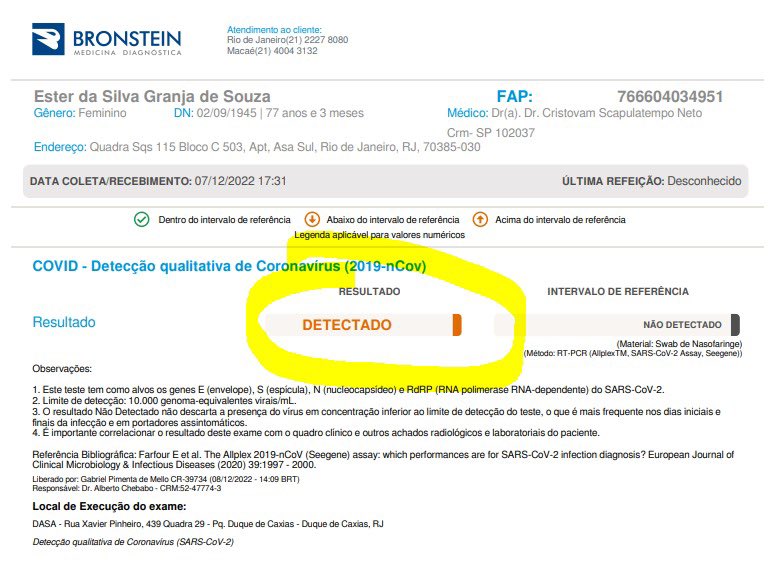 BRONSTEIN
MEDICINA DIAGNÓSTICA
Atendimento ao cliente:
Rio de Janeiro(21) 2227 8080
Macaé(21) 4004 3132
Ester da Silva Granja de Souza
FAP: 766604034951
Gênero: Feminino DN: 02/09/1945 | 77 anos e 3 meses
Médico: Dr(a). Dr. Cristovam Scapulatempo Neto
Crm- SP 102037
Endereço: Quadra Sqs 115 Bloco C 503, Apt, Asa Sul, Rio de Janeiro, RJ, 70385-030
DATA COLETA/RECEBIMENTO: 07/12/2022 17:31 ÚLTIMA REFEIÇÃO: Desconhecido
Dentro do intervalo de referência Abaixo do intervalo de referência Acima do intervalo de referência
Legenda aplicável para valores numéricos
COVID - Detecção qualitativa de Coronavírus (2019-nCov)
RESULTADO INTERVALO DE REFERÊNCIA
Resultado DETECTADO NÃO DETECTADO
(Material: Swab de Nasofaringe)
(Método: RT-PCR (AllplexTM, SARS-CoV-2 Assay, Seegene))
Observações:
1. Este teste tem como alvos os genes E (envelope), S (espícula), N (nucleocapsídeo) e RdRP (RNA polimerase RNA-dependente) do SARS-CoV-2.
2. Limite de detecção: 10.000 genoma-equivalentes virais/mL.
3. O resultado Não Detectado não descarta a presença do vírus em concentração inferior ao limite de detecção do teste, o que é mais frequente nos dias iniciais e
finais da infecção e em portadores assintomáticos.
4. É importante correlacionar o resultado deste exame com o quadro clínico e outros achados radiológicos e laboratoriais do paciente.
Referência Bibliográfica: Farfour E et al. The Allplex 2019-nCoV (Seegene) assay: which performances are for SARS-CoV-2 infection diagnosis? European Journal of
Clinical Microbiology & Infectious Diseases (2020) 39:1997 - 2000.
Liberado por: Gabriel Pimenta de Mello CR-39734 (08/12/2022 - 14:09 BRT)
Responsável: Dr. Alberto Chebabo - CRM:52-47774-3
Local de Execução do exame:
DASA - Rua Xavier Pinheiro, 439 Quadra 29 - Pq. Duque de Caxias - Duque de Caxias, RJ
Detecção qualitativa de Coronavírus (SARS-CoV-2)